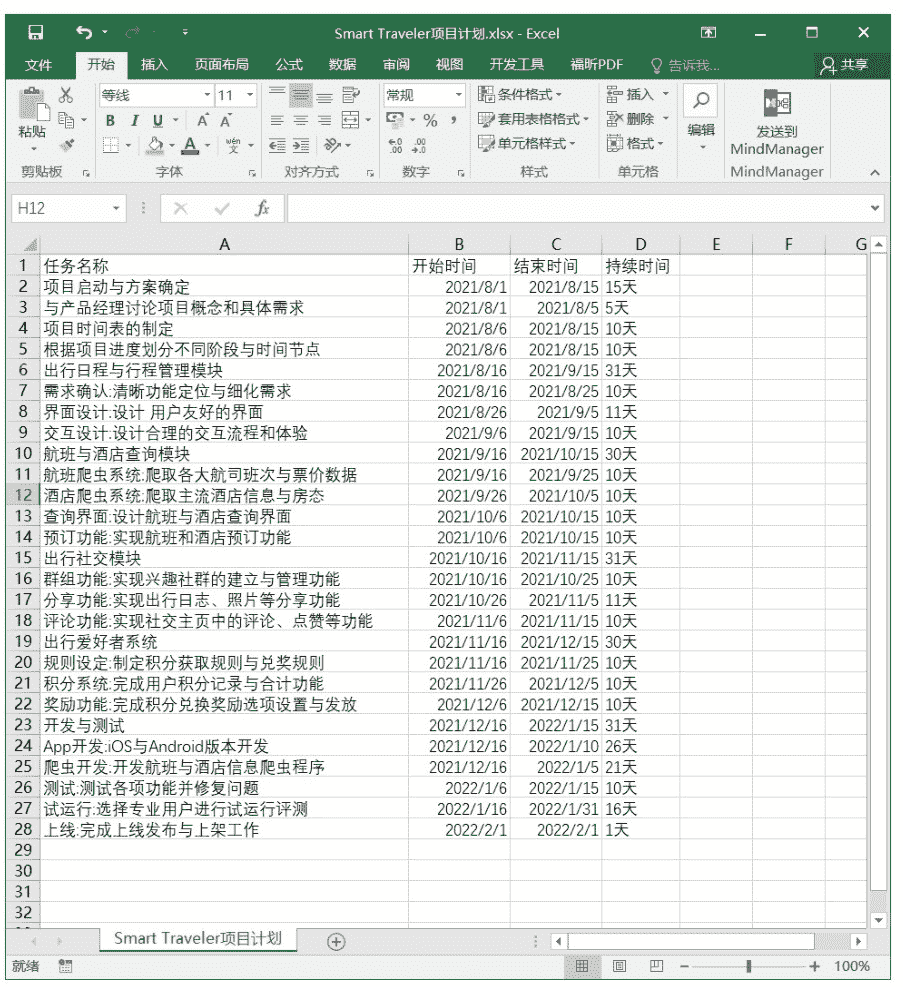 Smart Traveler项目计划.xlsx - Excel
文件 开始 插入 页面布局 公式 数据 审阅 视图 开发工具 福昕PDF 告诉我... 共享
等线 11 常规 条件格式 插入
粘贴 B I U A A % , 套用表格格式 删除 编辑 发送到
A wén 文 .00 .0 单元格样式 格式 MindManager
剪贴板 字体 对齐方式 数字 样式 单元格 MindManager
H12 fx
A B C D E F G
1 任务名称 开始时间 结束时间 持续时间
2 项目启动与方案确定 2021/8/1 2021/8/15 15天
3 与产品经理讨论项目概念和具体需求 2021/8/1 2021/8/5 5天
4 项目时间表的制定 2021/8/6 2021/8/15 10天
5 根据项目进度划分不同阶段与时间节点 2021/8/6 2021/8/15 10天
6 出行日程与行程管理模块 2021/8/16 2021/9/15 31天
7 需求确认:清晰功能定位与细化需求 2021/8/16 2021/8/25 10天
8 界面设计:设计 用户友好的界面 2021/8/26 2021/9/5 11天
9 交互设计:设计合理的交互流程和体验 2021/9/6 2021/9/15 10天
10 航班与酒店查询模块 2021/9/16 2021/10/15 30天
11 航班爬虫系统:爬取各大航司班次与票价数据 2021/9/16 2021/9/25 10天
12 酒店爬虫系统:爬取主流酒店信息与房态 2021/9/26 2021/10/5 10天
13 查询界面:设计航班与酒店查询界面 2021/10/6 2021/10/15 10天
14 预订功能:实现航班和酒店预订功能 2021/10/6 2021/10/15 10天
15 出行社交模块 2021/10/16 2021/11/15 31天
16 群组功能:实现兴趣社群的建立与管理功能 2021/10/16 2021/10/25 10天
17 分享功能:实现出行日志、照片等分享功能 2021/10/26 2021/11/5 11天
18 评论功能:实现社交主页中的评论、点赞等功能 2021/11/6 2021/11/15 10天
19 出行爱好者系统 2021/11/16 2021/12/15 30天
20 规则设定:制定积分获取规则与兑奖规则 2021/11/16 2021/11/25 10天
21 积分系统:完成用户积分记录与合计功能 2021/11/26 2021/12/5 10天
22 奖励功能:完成积分兑换奖励选项设置与发放 2021/12/6 2021/12/15 10天
23 开发与测试 2021/12/16 2022/1/15 31天
24 App开发:iOS与Android版本开发 2021/12/16 2022/1/10 26天
25 爬虫开发:开发航班与酒店信息爬虫程序 2021/12/16 2022/1/5 21天
26 测试:测试各项功能并修复问题 2022/1/6 2022/1/15 10天
27 试运行:选择专业用户进行试运行评测 2022/1/16 2022/1/31 16天
28 上线:完成上线发布与上架工作 2022/2/1 2022/2/1 1天
29
30
31
32
Smart Traveler项目计划
就绪 100%